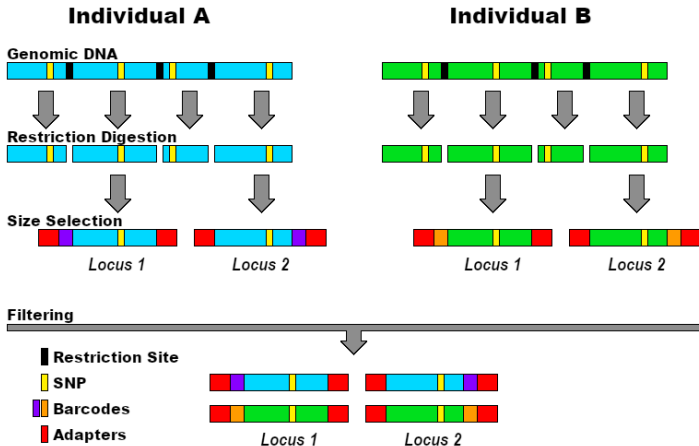 Individual A
Individual B
Genomic DNA
Restriction Digestion
Size Selection
Locus 1
Locus 2
Locus 1
Locus 2
Filtering
Restriction Site
SNP
Barcodes
Adapters
Locus 1
Locus 2